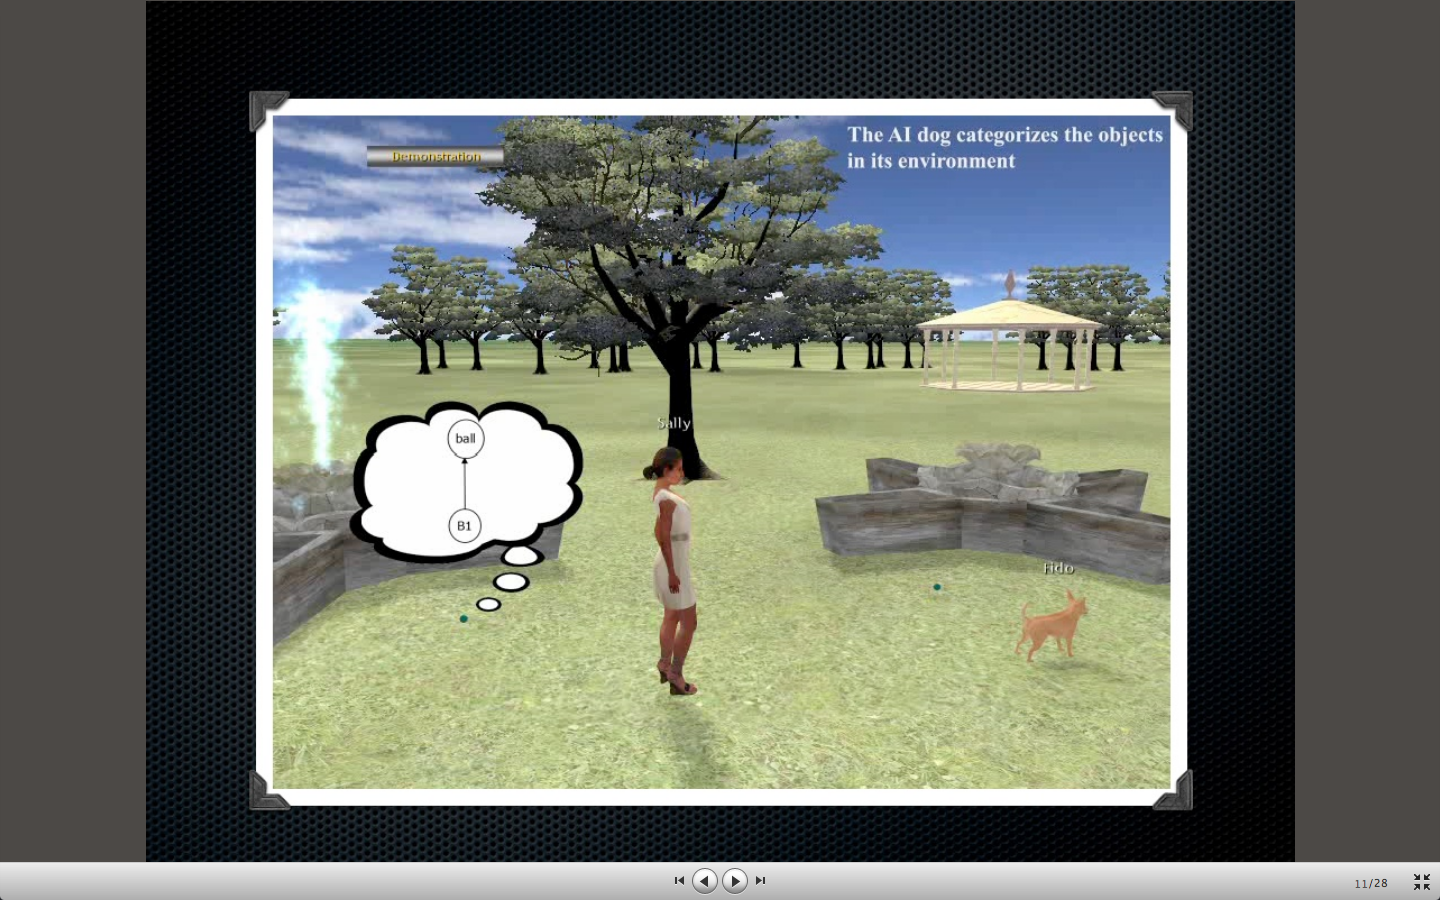 The AI dog categorizes the objects
in its environment
Demonstration
Sally
ball
B1
Fido
11/28